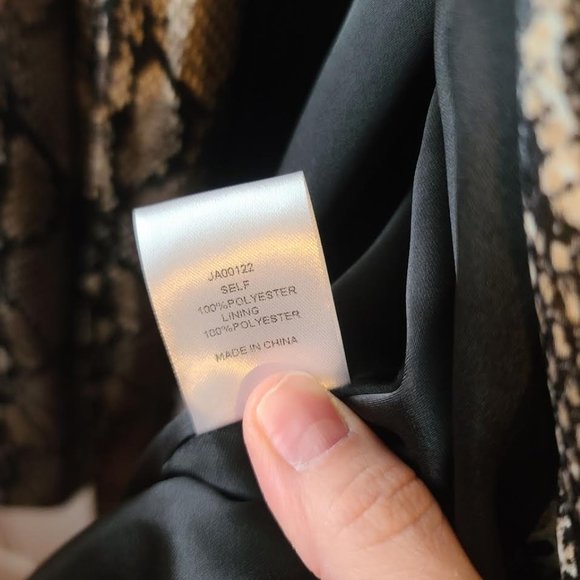 JA00122
SELF
100%POLYESTER
LINING
100%POLYESTER
MADE IN CHINA